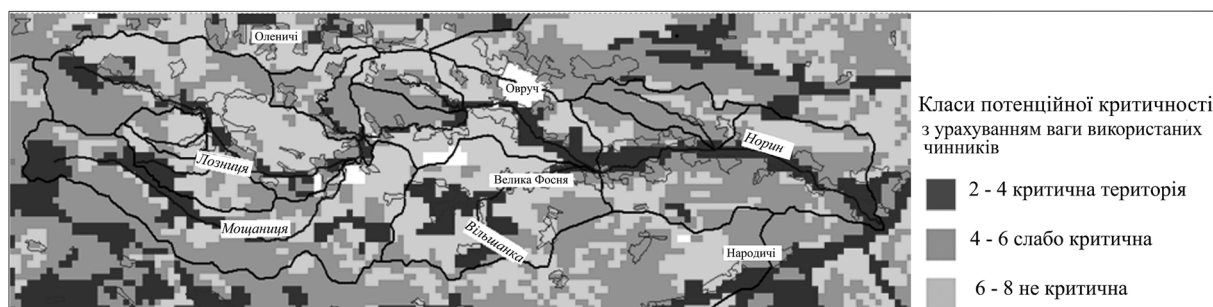 Оленичі
Овруч
Норин
Лозниця
Велика Фосня
Мощаниця
Вільшанка
Народичі
Класи потенційної критичності
з урахуванням ваги використаних
чинників
2 - 4 критична територія
4 - 6 слабо критична
6 - 8 не критична